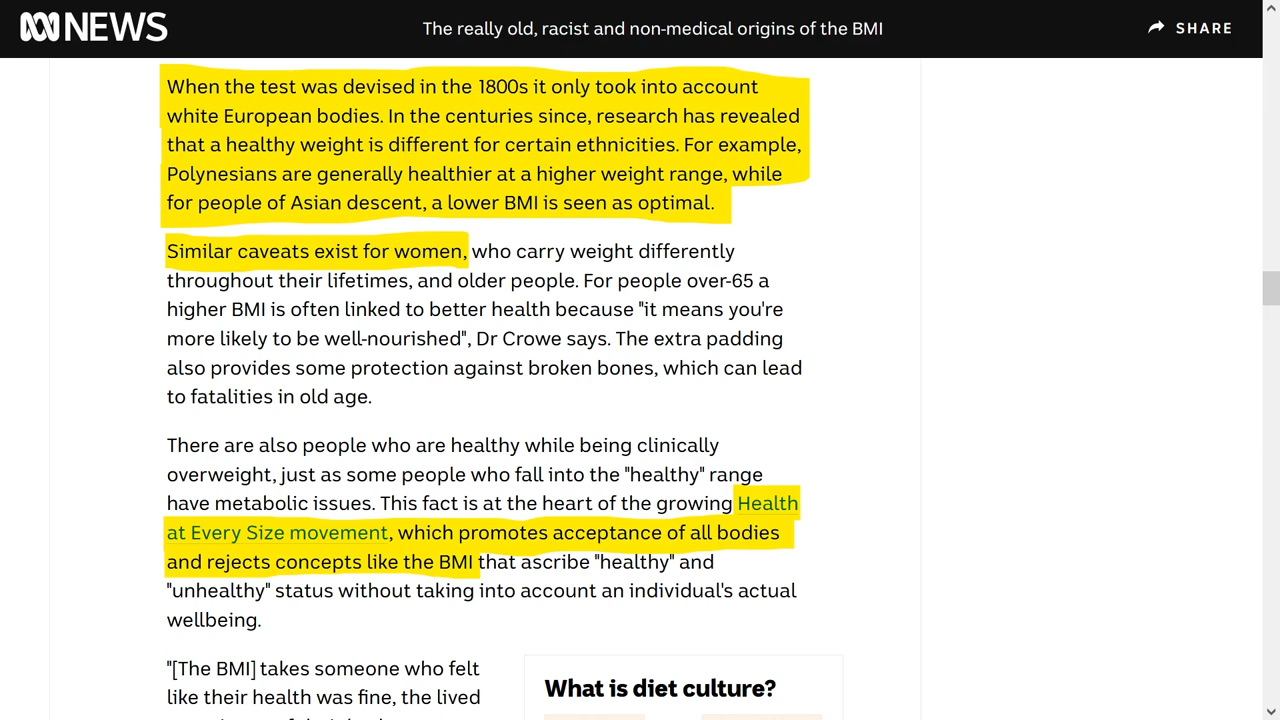 NEWS
The really old, racist and non-medical origins of the BMI
SHARE
When the test was devised in the 1800s it only took into account
white European bodies. In the centuries since, research has revealed
that a healthy weight is different for certain ethnicities. For example,
Polynesians are generally healthier at a higher weight range, while
for people of Asian descent, a lower BMI is seen as optimal.
Similar caveats exist for women, who carry weight differently
throughout their lifetimes, and older people. For people over-65 a
higher BMI is often linked to better health because "it means you're
more likely to be well-nourished", Dr Crowe says. The extra padding
also provides some protection against broken bones, which can lead
to fatalities in old age.
There are also people who are healthy while being clinically
overweight, just as some people who fall into the "healthy" range
have metabolic issues. This fact is at the heart of the growing Health
at Every Size movement, which promotes acceptance of all bodies
and rejects concepts like the BMI that ascribe "healthy" and
"unhealthy" status without taking into account an individual's actual
wellbeing.
"[The BMI] takes someone who felt
like their health was fine, the lived
What is diet culture?